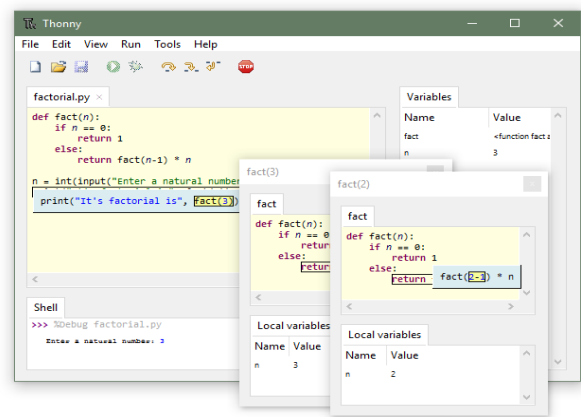 Thonny
File Edit View Run Tools Help
STOP
factorial.py ×
def fact(n):
if n == 0:
return 1
else:
return fact(n-1) * n
n = int(input("Enter a natural number
print("It's factorial is", fact(3))
Shell
>>> %Debug factorial.py
Enter a natural number: 3
Variables
Name Value
fact <function fact a
n 3
fact(3)
fact
def fact(n):
if n == 0
return
else:
return
Local variables
Name Value
n 3
fact(2)
fact
def fact(n):
if n == 0:
return 1
else:
return fact(2-1) * n
Local variables
Name Value
n 2